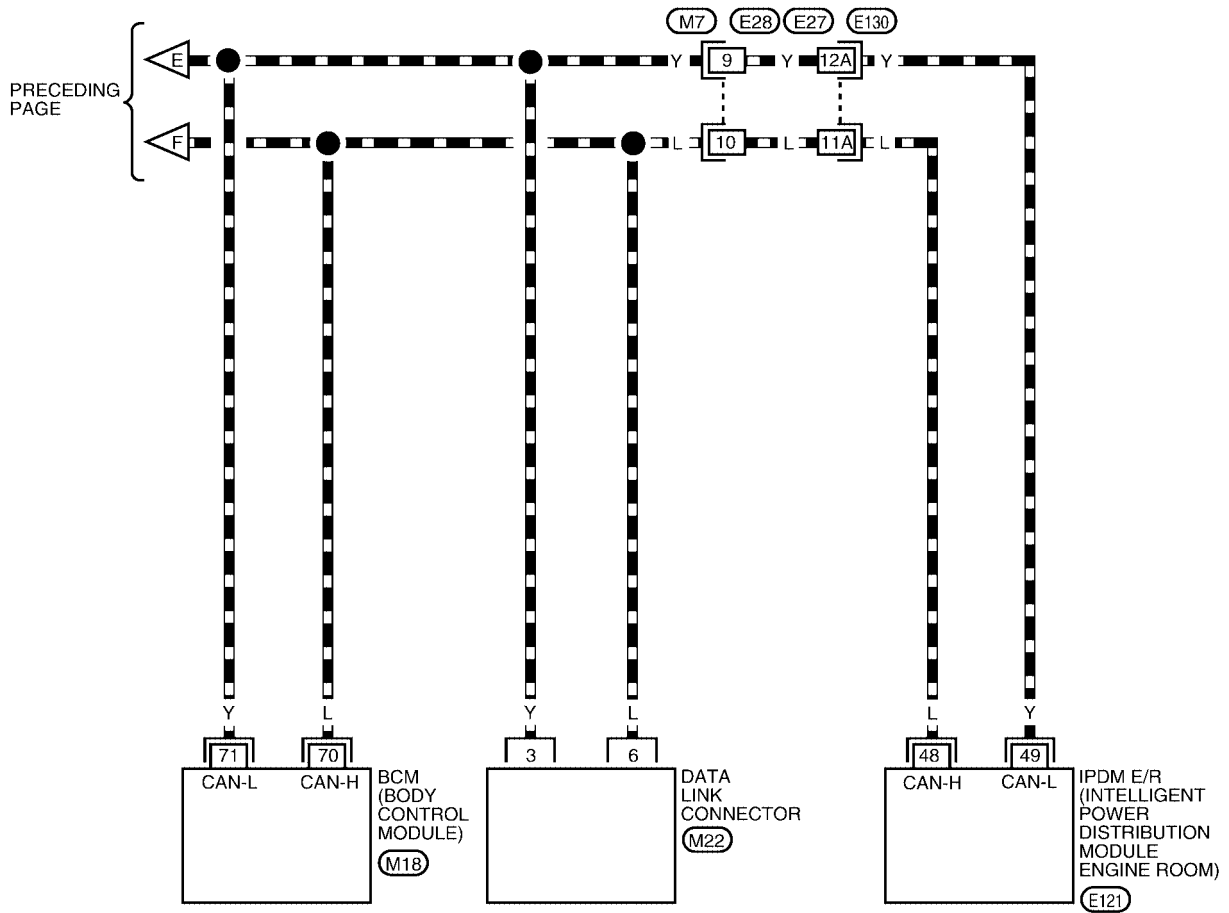 M7 E28 E27 E130
E Y 9 Y 12A Y
PRECEDING
PAGE
F L 10 L 11A L
Y L Y L L Y
71 70 3 6 48 49
CAN-L CAN-H
BCM
(BODY
CONTROL
MODULE)
M18
DATA
LINK
CONNECTOR
M22
CAN-H CAN-L
IPDM E/R
(INTELLIGENT
POWER
DISTRIBUTION
MODULE
ENGINE ROOM)
E121